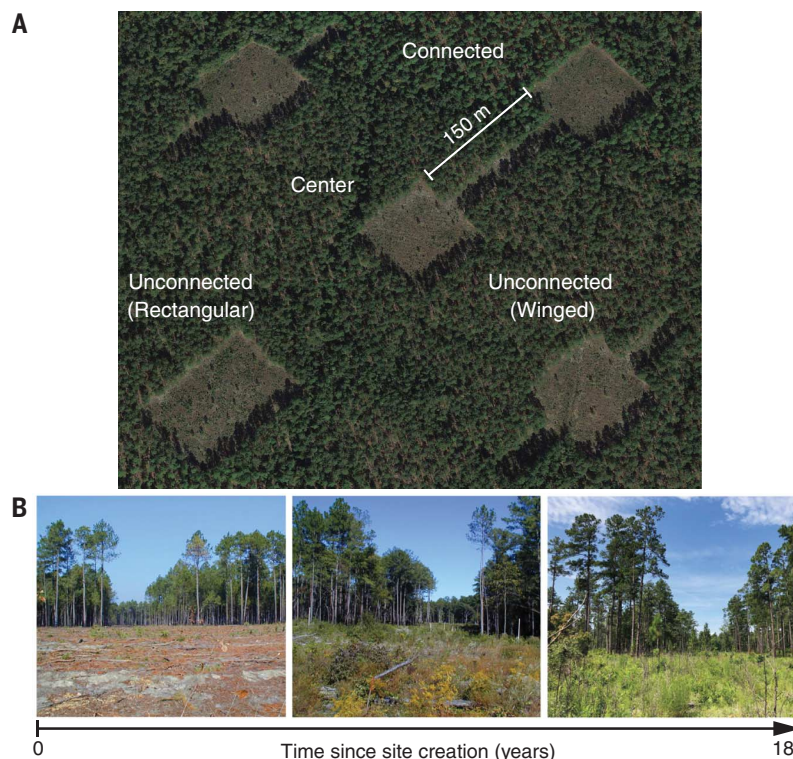 A
Connected
150 m
Center
Unconnected
(Rectangular)
Unconnected
(Winged)
B
0
Time since site creation (years)
18